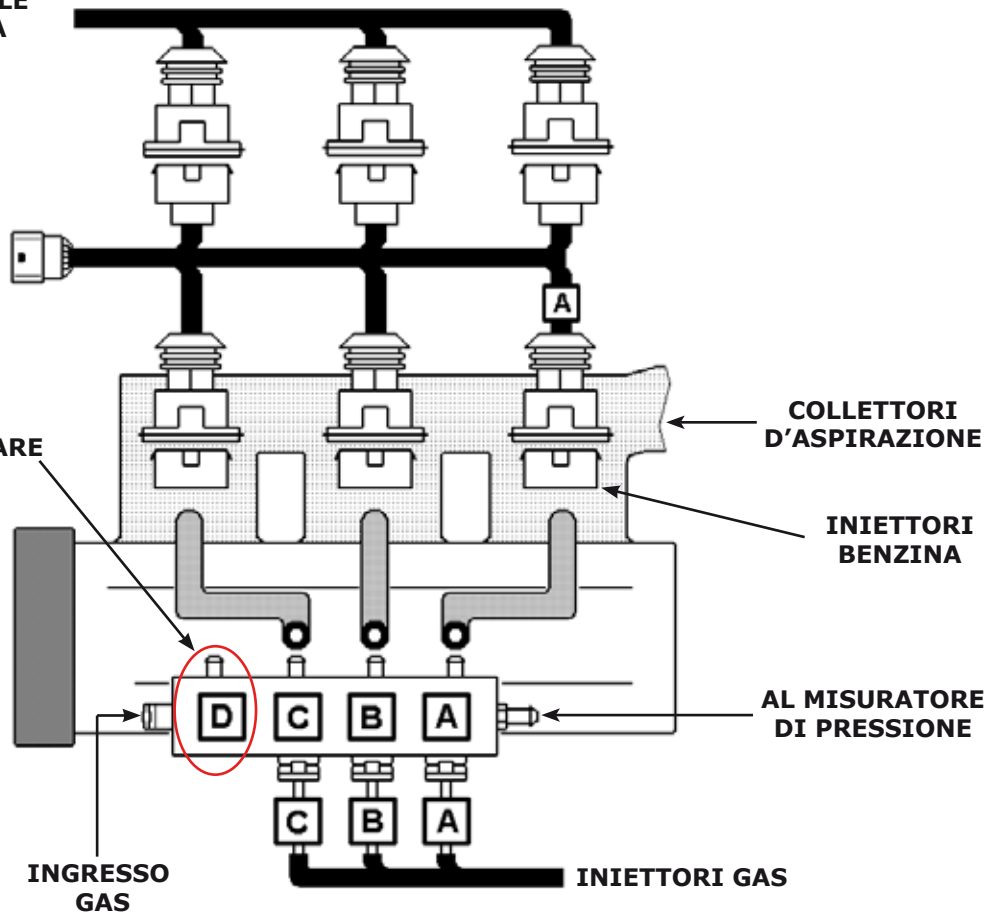 A
COLLETTORI
D'ASPIRAZIONE
INIETTORI
BENZINA
D
C
B
A
AL MISURATORE
DI PRESSIONE
C
B
A
INGRESSO
GAS
INIETTORI GAS